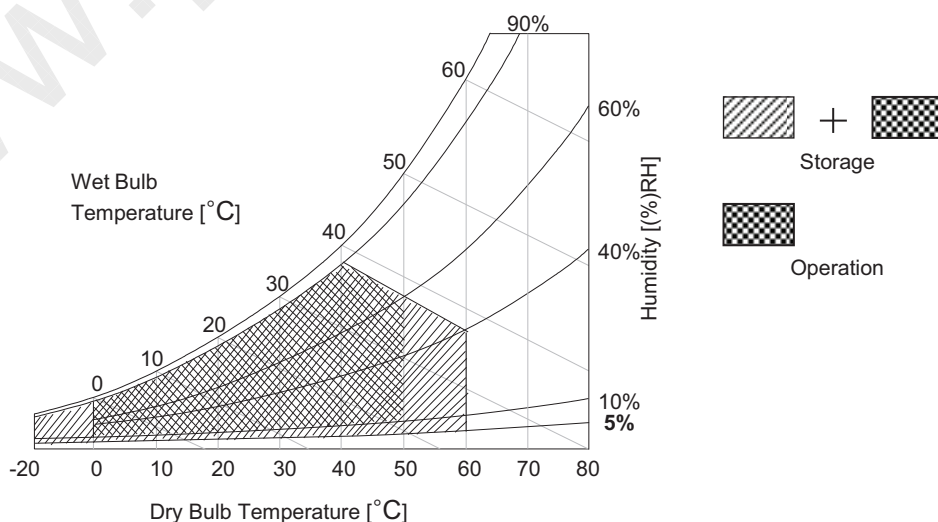 90%
60
60%
50
Wet Bulb
Temperature [°C]
40
40%
Humidity [(%)RH]
30
20
10
0
10%
5%
-20 0 10 20 30 40 50 60 70 80
Dry Bulb Temperature [°C]
+
Storage
Operation